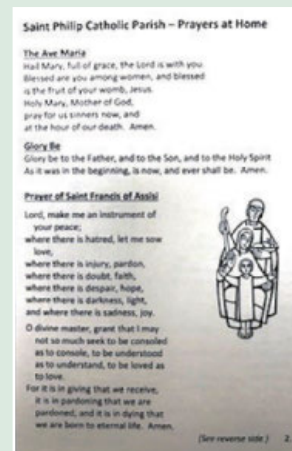 Saint Philip Catholic Parish – Prayers at Home
The Ave Maria
Hail Mary, full of grace, the Lord is with you.
Blessed are you among women, and blessed
is the fruit of your womb, Jesus.
Holy Mary, Mother of God,
pray for us sinners now, and
at the hour of our death.  Amen.
Glory Be
Glory be to the Father, and to the Son, and to the Holy Spirit
As it was in the beginning, is now, and ever shall be.  Amen.
Prayer of Saint Francis of Assisi
Lord, make me an instrument of
your peace;
where there is hatred, let me sow
love,
where there is injury, pardon,
where there is doubt, faith,
where there is despair, hope,
where there is darkness, light,
and where there is sadness, joy.
O divine master, grant that I may
not so much seek to be consoled
as to console, to be understood
as to understand, to be loved as
to love.
For it is in giving that we receive,
it is in pardoning that we are
pardoned, and it is in dying that
we are born to eternal life.  Amen.
(See reverse side.)
2.